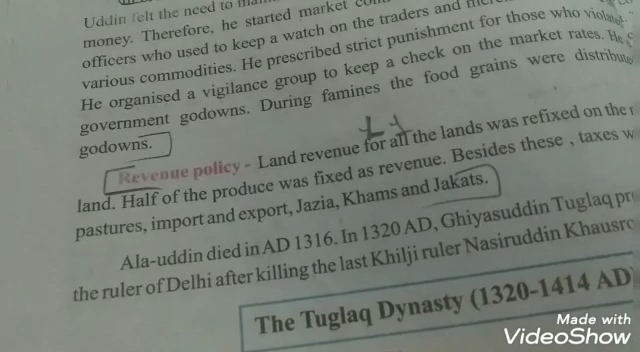 Uddin felt the need to
money. Therefore, he started market
officers who used to keep a watch on the traders and
various commodities. He prescribed strict punishment for those who
He organised a vigilance group to keep a check on the market rates. He
government godowns. During famines the food grains were
godowns.
Revenue policy - Land revenue for all the lands was refixed on the
land. Half of the produce was fixed as revenue. Besides these , taxes w
pastures, import and export, Jazia, Khams and Jakats.
Ala-uddin died in AD 1316. In 1320 AD, Ghiyasuddin Tuglaq
the ruler of Delhi after killing the last Khilji ruler Nasiruddin Khausro
The Tuglaq Dynasty (1320-1414 AD
Made with
VideoShow